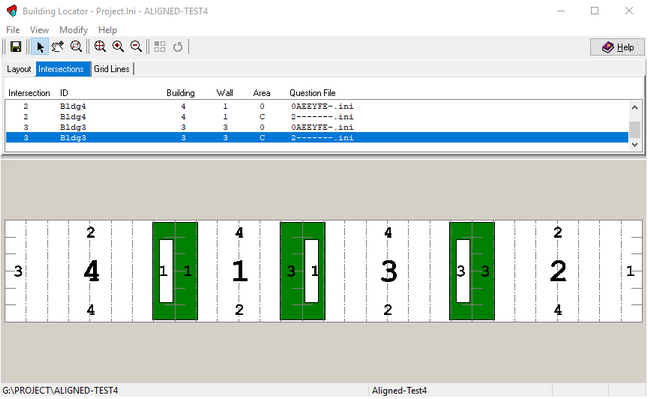 Building Locator - Project.Ini - ALIGNED-TEST4
File View Modify Help
Help
Layout Intersections Grid Lines
Intersection ID Building Wall Area Question File
2 Bldg4 4 1 0 0AEEYFE-.ini
2 Bldg4 4 1 C 2-------.ini
3 Bldg3 3 3 0 0AEEYFE-.ini
3 Bldg3 3 3 C 2-------.ini
2 4 4 2
3 4 1 1 1 3 1 3 3 3 2 1
4 2 2 4
G:\PROJECT\ALIGNED-TEST4 Aligned-Test4